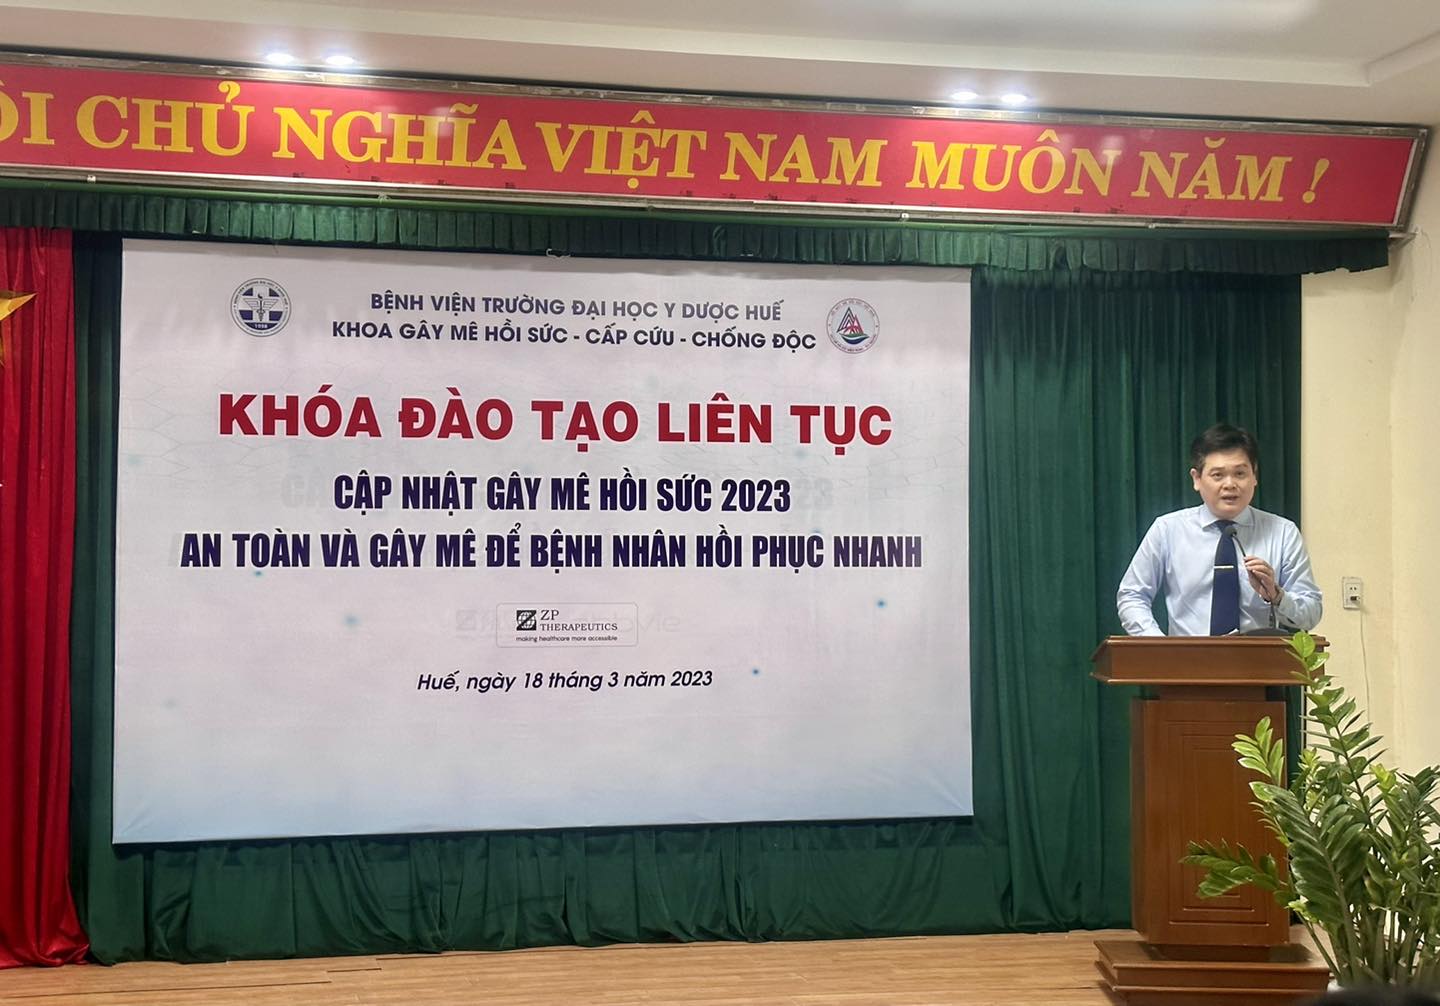 ỘI CHỦ NGHĨA VIỆT NAM MUÔN NĂM !
BỆNH VIỆN TRƯỜNG ĐẠI HỌC Y DƯỢC HUẾ
KHOA GÂY MÊ HỒI SỨC - CẤP CỨU - CHỐNG ĐỘC
KHÓA ĐÀO TẠO LIÊN TỤC
CẬP NHẬT GÂY MÊ HỒI SỨC 2023
AN TOÀN VÀ GÂY MÊ ĐỂ BỆNH NHÂN HỒI PHỤC NHANH
ZP
THERAPEUTICS
making healthcare more accessible
Huế, ngày 18 tháng 3 năm 2023